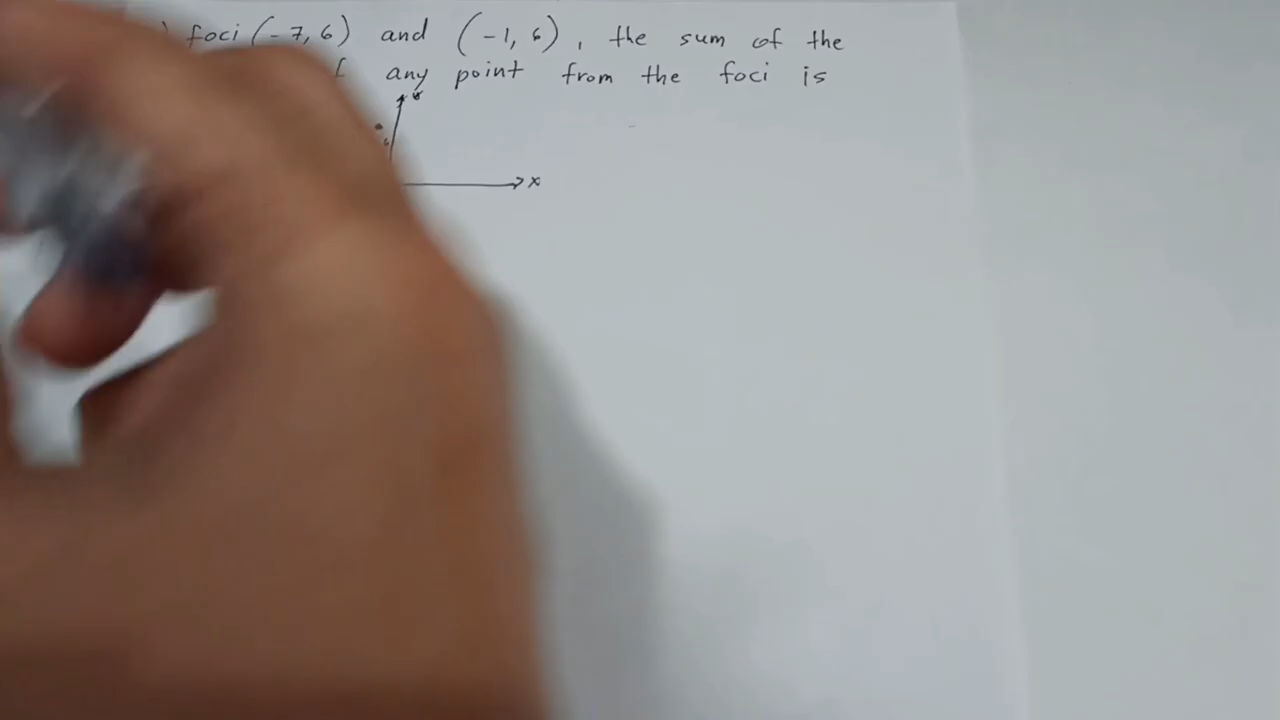 ) foci (-7, 6) and (-1, 6), the sum of the
any point from the foci is
x